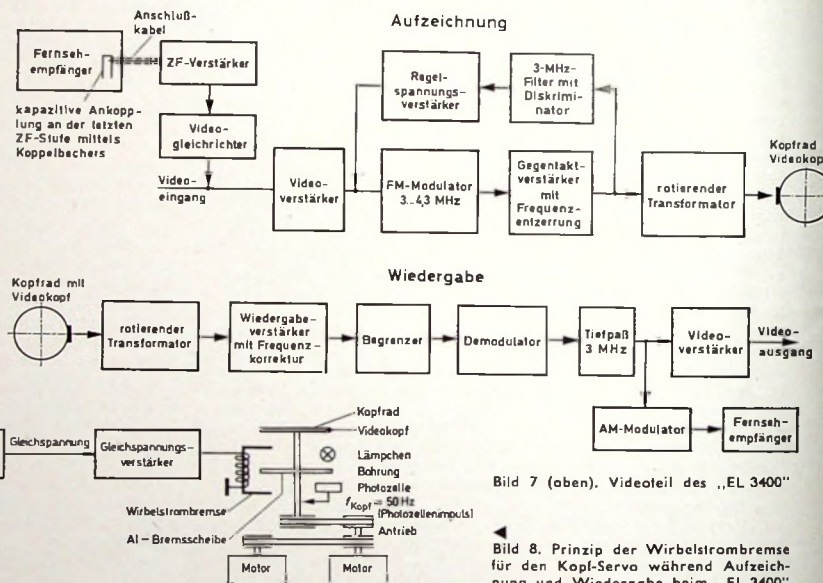 Aufzeichnung
Anschluß-
kabel
Fernseh-
empfänger
ZF-Verstärker
kapazitive Ankopp-
lung an der letzten
ZF-Stufe mittels
Koppelbechers
Video-
gleichrichter
Video-
eingang
Video-
verstärker
Regel-
spannungs-
verstärker
3-MHz-
Filter mit
Diskrimi-
nator
FM-Modulator
3...4,3 MHz
Gegentakt-
verstärker
mit
Frequenz-
entzerrung
rotierender
Transformator
Kopfrad
Videokop
Wiedergabe
Kopfrad mit
Videokopf
rotierender
Transformator
Wiedergabe-
verstärker
mit Frequenz-
korrektur
Begrenzer
Demodulator
Tiefpaß
3 MHz
Video-
verstärker
Video-
ausgang
AM-Modulator
Fernseh-
empfänger
Gleichspannung
Gleichspannungs-
verstärker
Wirbelstrombremse
Al-Bremsscheibe
Kopfrad
Videokopf
Lämpchen
Bohrung
Photozelle
fKopf = 50 Hz
(Photozellenimpuls)
Antrieb
Motor
Motor
Bild 7 (oben). Videoteil des „EL 3400"
◄
Bild 8. Prinzip der Wirbelstrombremse
für den Kopf-Servo während Aufzeich-
nung und Wiedergabe beim „EL 3400"